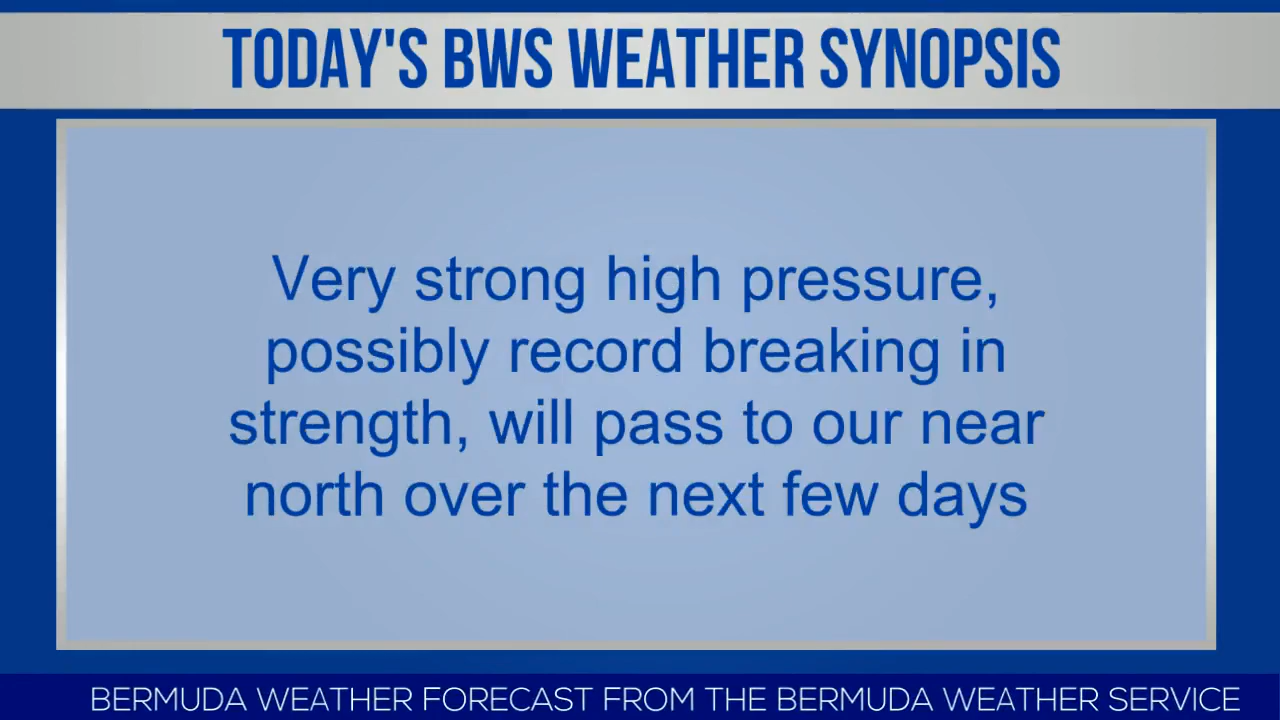 TODAY'S BWS WEATHER SYNOPSIS
Very strong high pressure,
possibly record breaking in
strength, will pass to our near
north over the next few days
BERMUDA WEATHER FORECAST FROM THE BERMUDA WEATHER SERVICE